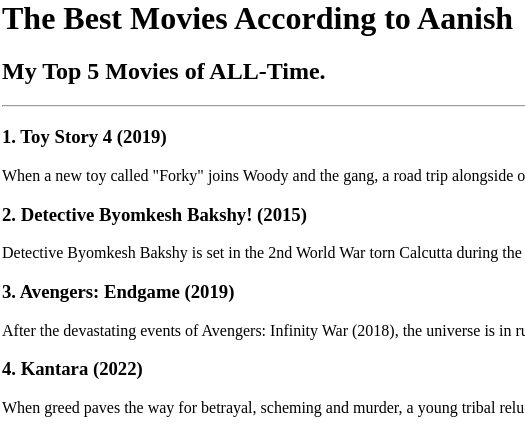 The Best Movies According to Aanish
My Top 5 Movies of ALL-Time.
1. Toy Story 4 (2019)
When a new toy called "Forky" joins Woody and the gang, a road trip alongside
2. Detective Byomkesh Bakshy! (2015)
Detective Byomkesh Bakshy is set in the 2nd World War torn Calcutta during the
3. Avengers: Endgame (2019)
After the devastating events of Avengers: Infinity War (2018), the universe is in
4. Kantara (2022)
When greed paves the way for betrayal, scheming and murder, a young tribal